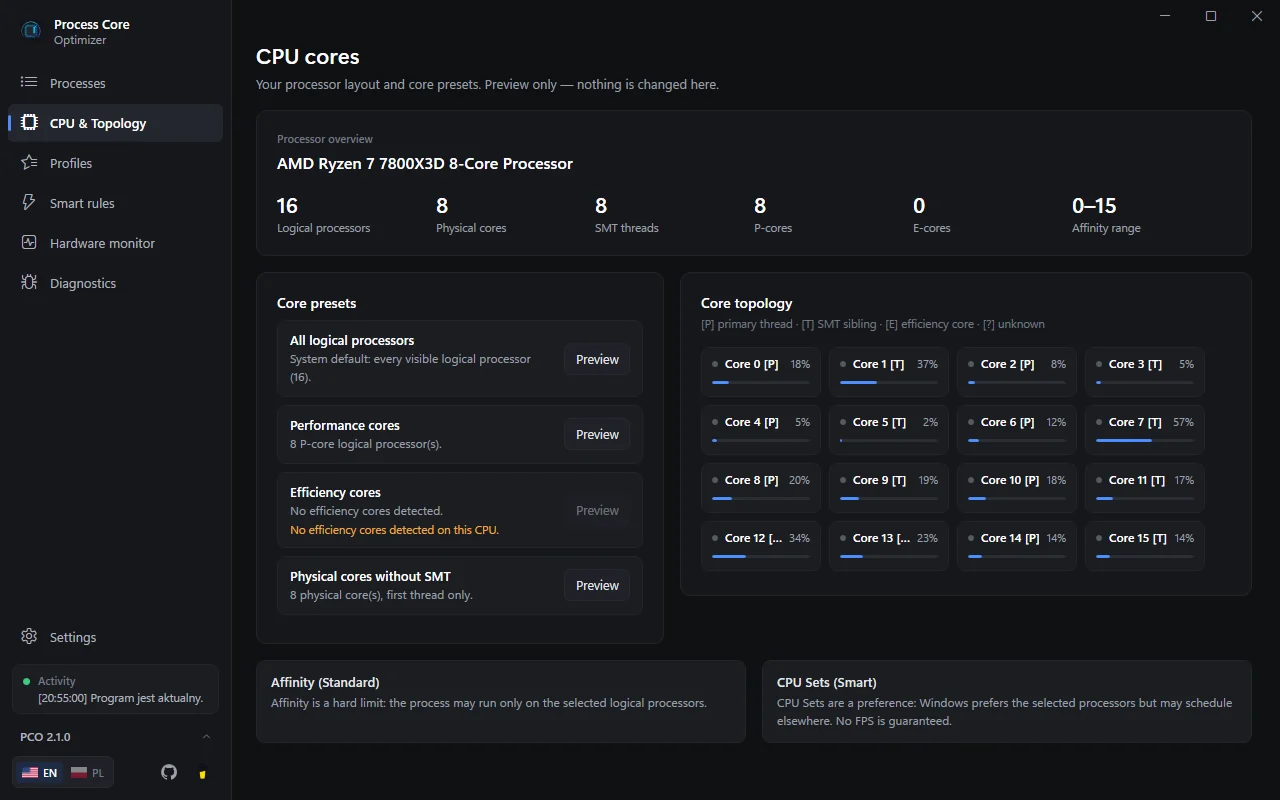 Process Core
Optimizer
Processes
CPU & Topology
Profiles
Smart rules
Hardware monitor
Diagnostics
Settings
Activity
[20:55:00] Program jest aktualny.
PCO 2.1.0
EN PL
CPU cores
Your processor layout and core presets. Preview only — nothing is changed here.
Processor overview
AMD Ryzen 7 7800X3D 8-Core Processor
16 8 8 8 0 0–15
Logical processors Physical cores SMT threads P-cores E-cores Affinity range
Core presets
All logical processors
System default: every visible logical processor
(16).
Preview
Performance cores
8 P-core logical processor(s).
Preview
Efficiency cores
No efficiency cores detected.
No efficiency cores detected on this CPU.
Preview
Physical cores without SMT
8 physical core(s), first thread only.
Preview
Core topology
[P] primary thread · [T] SMT sibling · [E] efficiency core · [?] unknown
Core 0 [P] 18% Core 1 [T] 37% Core 2 [P] 8% Core 3 [T] 5%
Core 4 [P] 5% Core 5 [T] 2% Core 6 [P] 12% Core 7 [T] 57%
Core 8 [P] 20% Core 9 [T] 19% Core 10 [P] 18% Core 11 [T] 17%
Core 12 [... 34% Core 13 [... 23% Core 14 [P] 14% Core 15 [T] 14%
Affinity (Standard)
Affinity is a hard limit: the process may run only on the selected logical processors.
CPU Sets (Smart)
CPU Sets are a preference: Windows prefers the selected processors but may schedule
elsewhere. No FPS is guaranteed.